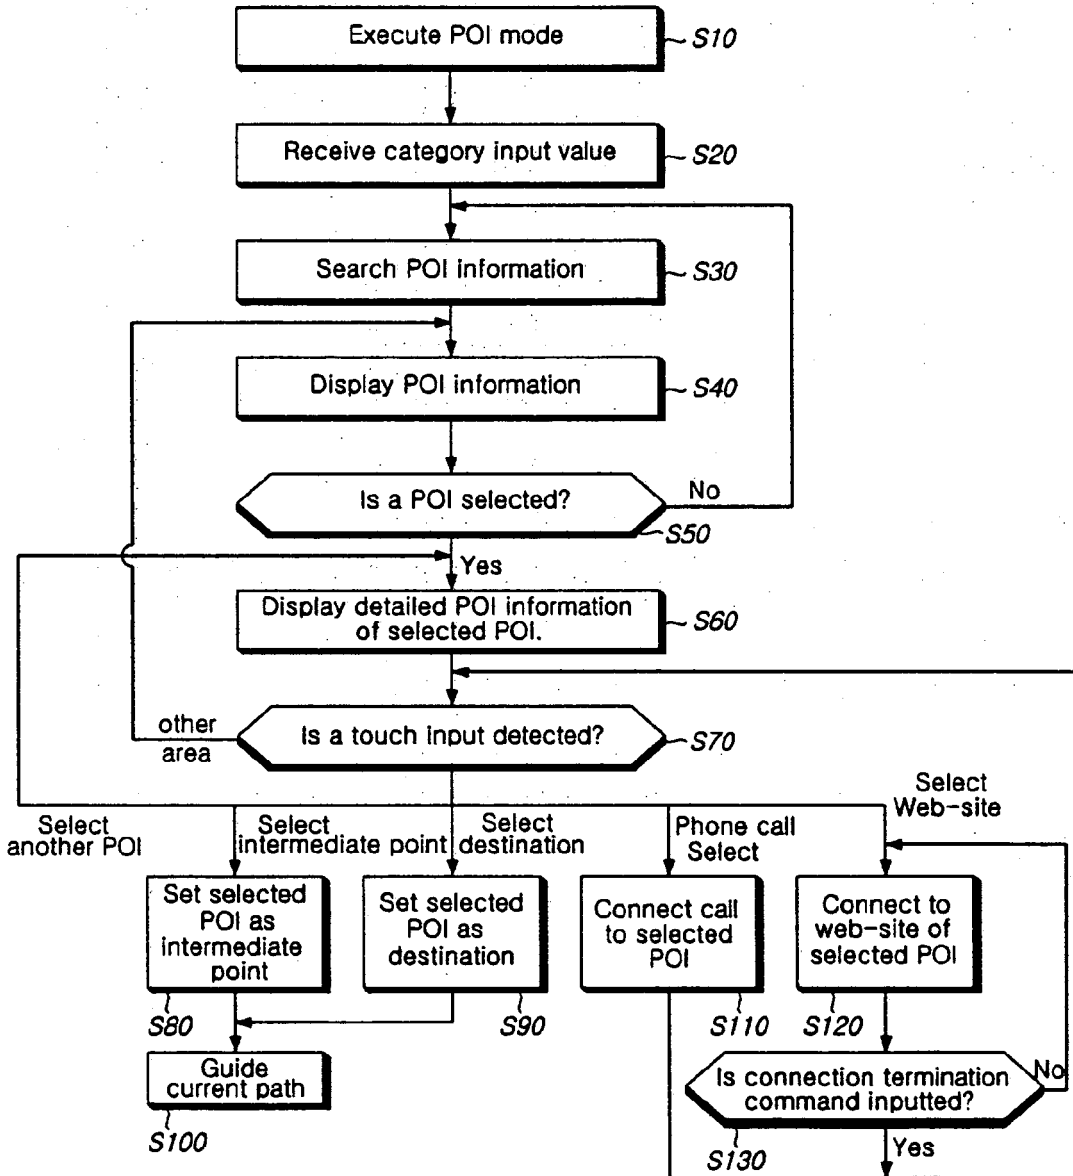 Execute POI mode
S10
Receive category input value
S20
Search POI information
S30
Display POI information
S40
Is a POI selected?
No
S50
Yes
Display detailed POI information
of selected POI.
S60
other
area
Is a touch input detected?
S70
Select
another POI
Select
intermediate point
Select
destination
Phone call
Select
Select
Web-site
Set selected
POI as
intermediate
point
S80
Set selected
POI as
destination
S90
Connect call
to selected
POI
S110
Connect to
web-site of
selected POI
S120
Guide
current path
S100
Is connection termination
command inputted?
No
S130
Yes